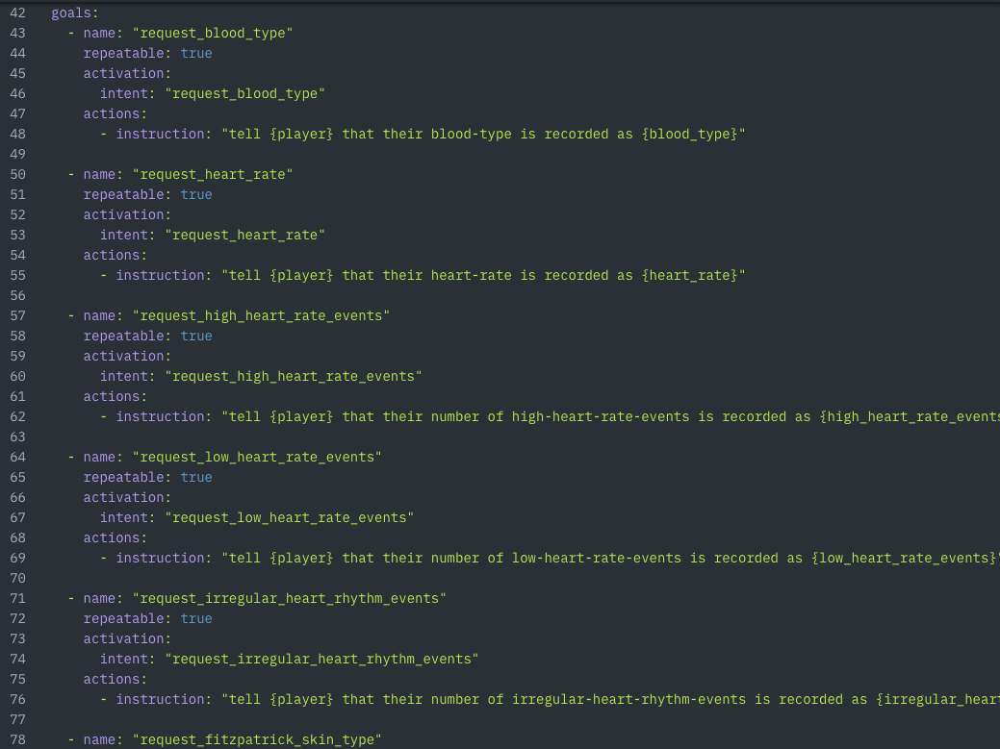 42 goals:
43 - name: "request_blood_type"
44 repeatable: true
45 activation:
46 intent: "request_blood_type"
47 actions:
48 - instruction: "tell {player} that their blood-type is recorded as {blood_type}"
49
50 - name: "request_heart_rate"
51 repeatable: true
52 activation:
53 intent: "request_heart_rate"
54 actions:
55 - instruction: "tell {player} that their heart-rate is recorded as {heart_rate}"
56
57 - name: "request_high_heart_rate_events"
58 repeatable: true
59 activation:
60 intent: "request_high_heart_rate_events"
61 actions:
62 - instruction: "tell {player} that their number of high-heart-rate-events is recorded as {high_heart_rate_events
63
64 - name: "request_low_heart_rate_events"
65 repeatable: true
66 activation:
67 intent: "request_low_heart_rate_events"
68 actions:
69 - instruction: "tell {player} that their number of low-heart-rate-events is recorded as {low_heart_rate_events}"
70
71 - name: "request_irregular_heart_rhythm_events"
72 repeatable: true
73 activation:
74 intent: "request_irregular_heart_rhythm_events"
75 actions:
76 - instruction: "tell {player} that their number of irregular-heart-rhythm-events is recorded as {irregular_heart
77
78 - name: "request_fitzpatrick_skin_type"